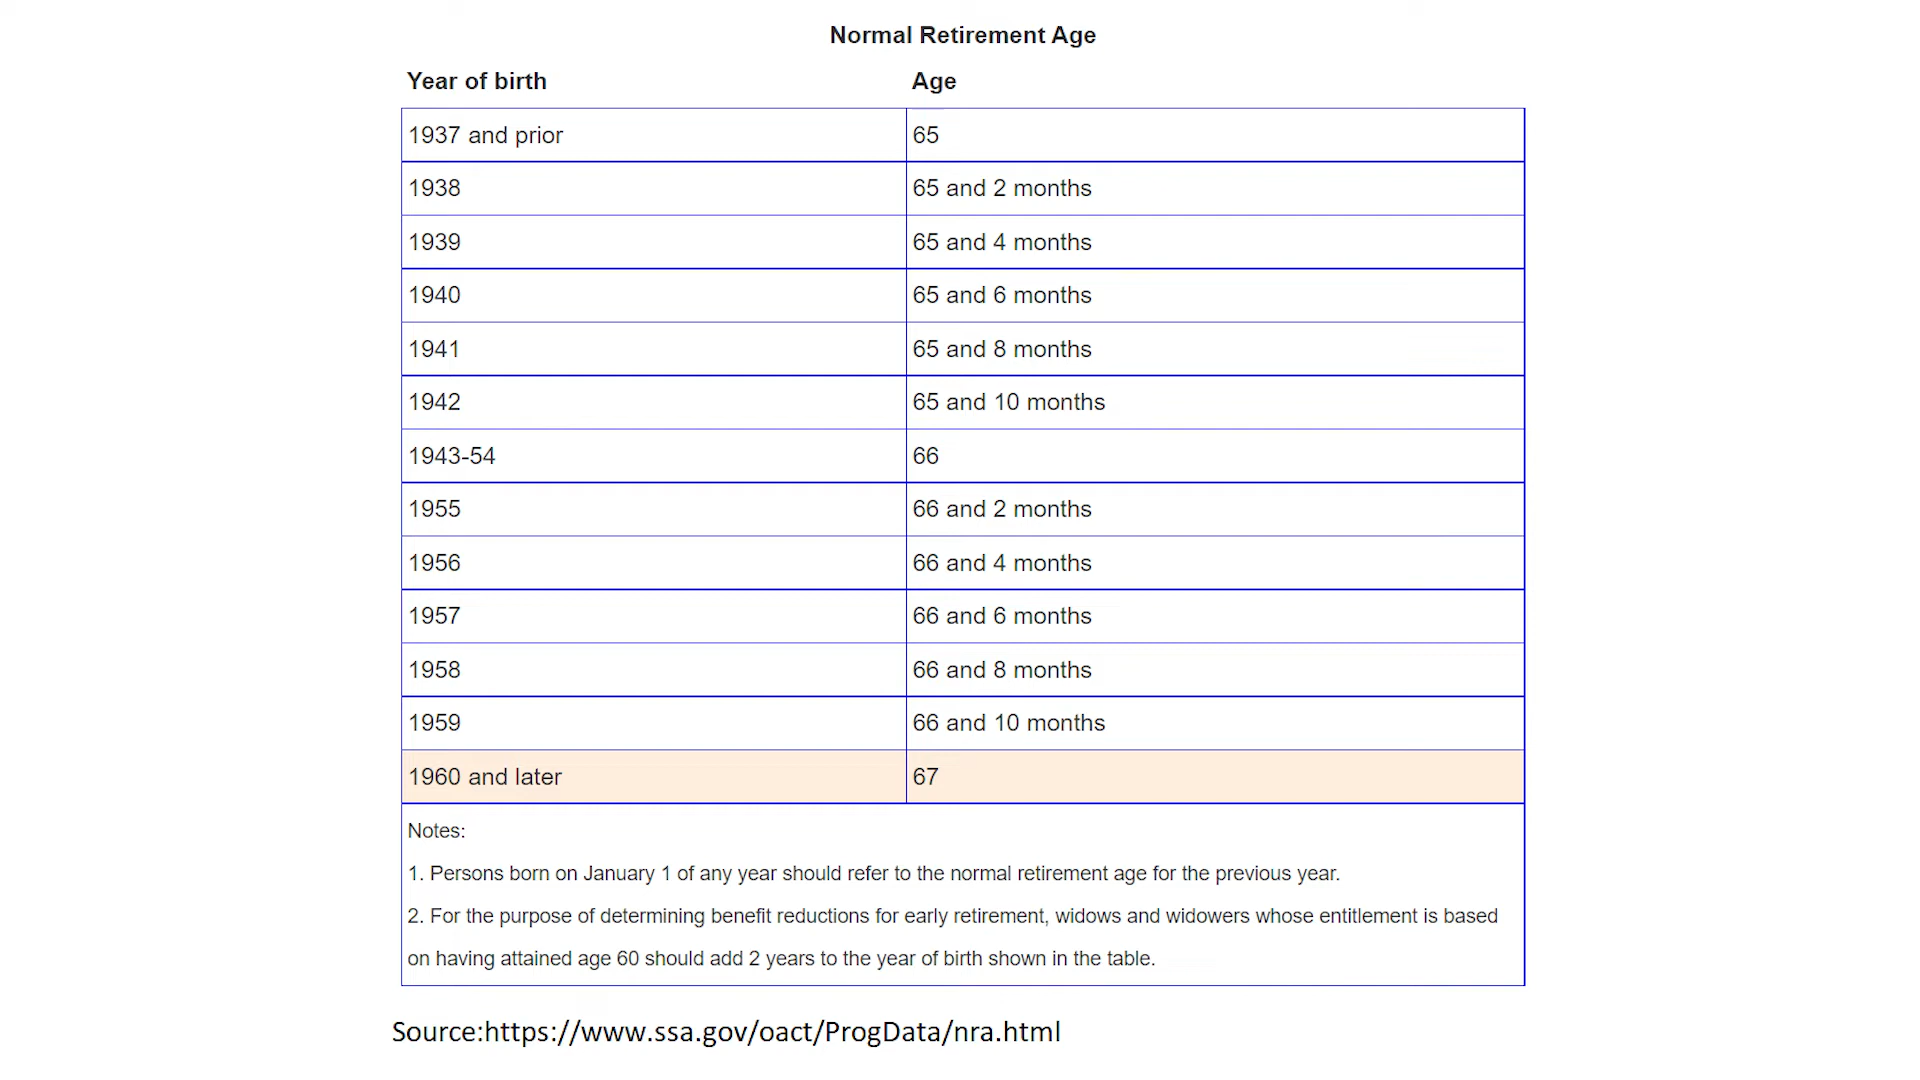 Normal Retirement Age
Year of birth Age
1937 and prior 65
1938 65 and 2 months
1939 65 and 4 months
1940 65 and 6 months
1941 65 and 8 months
1942 65 and 10 months
1943-54 66
1955 66 and 2 months
1956 66 and 4 months
1957 66 and 6 months
1958 66 and 8 months
1959 66 and 10 months
1960 and later 67
Notes:
1. Persons born on January 1 of any year should refer to the normal retirement age for the previous year.
2. For the purpose of determining benefit reductions for early retirement, widows and widowers whose entitlement is based
on having attained age 60 should add 2 years to the year of birth shown in the table.
Source:https://www.ssa.gov/oact/ProgData/nra.html